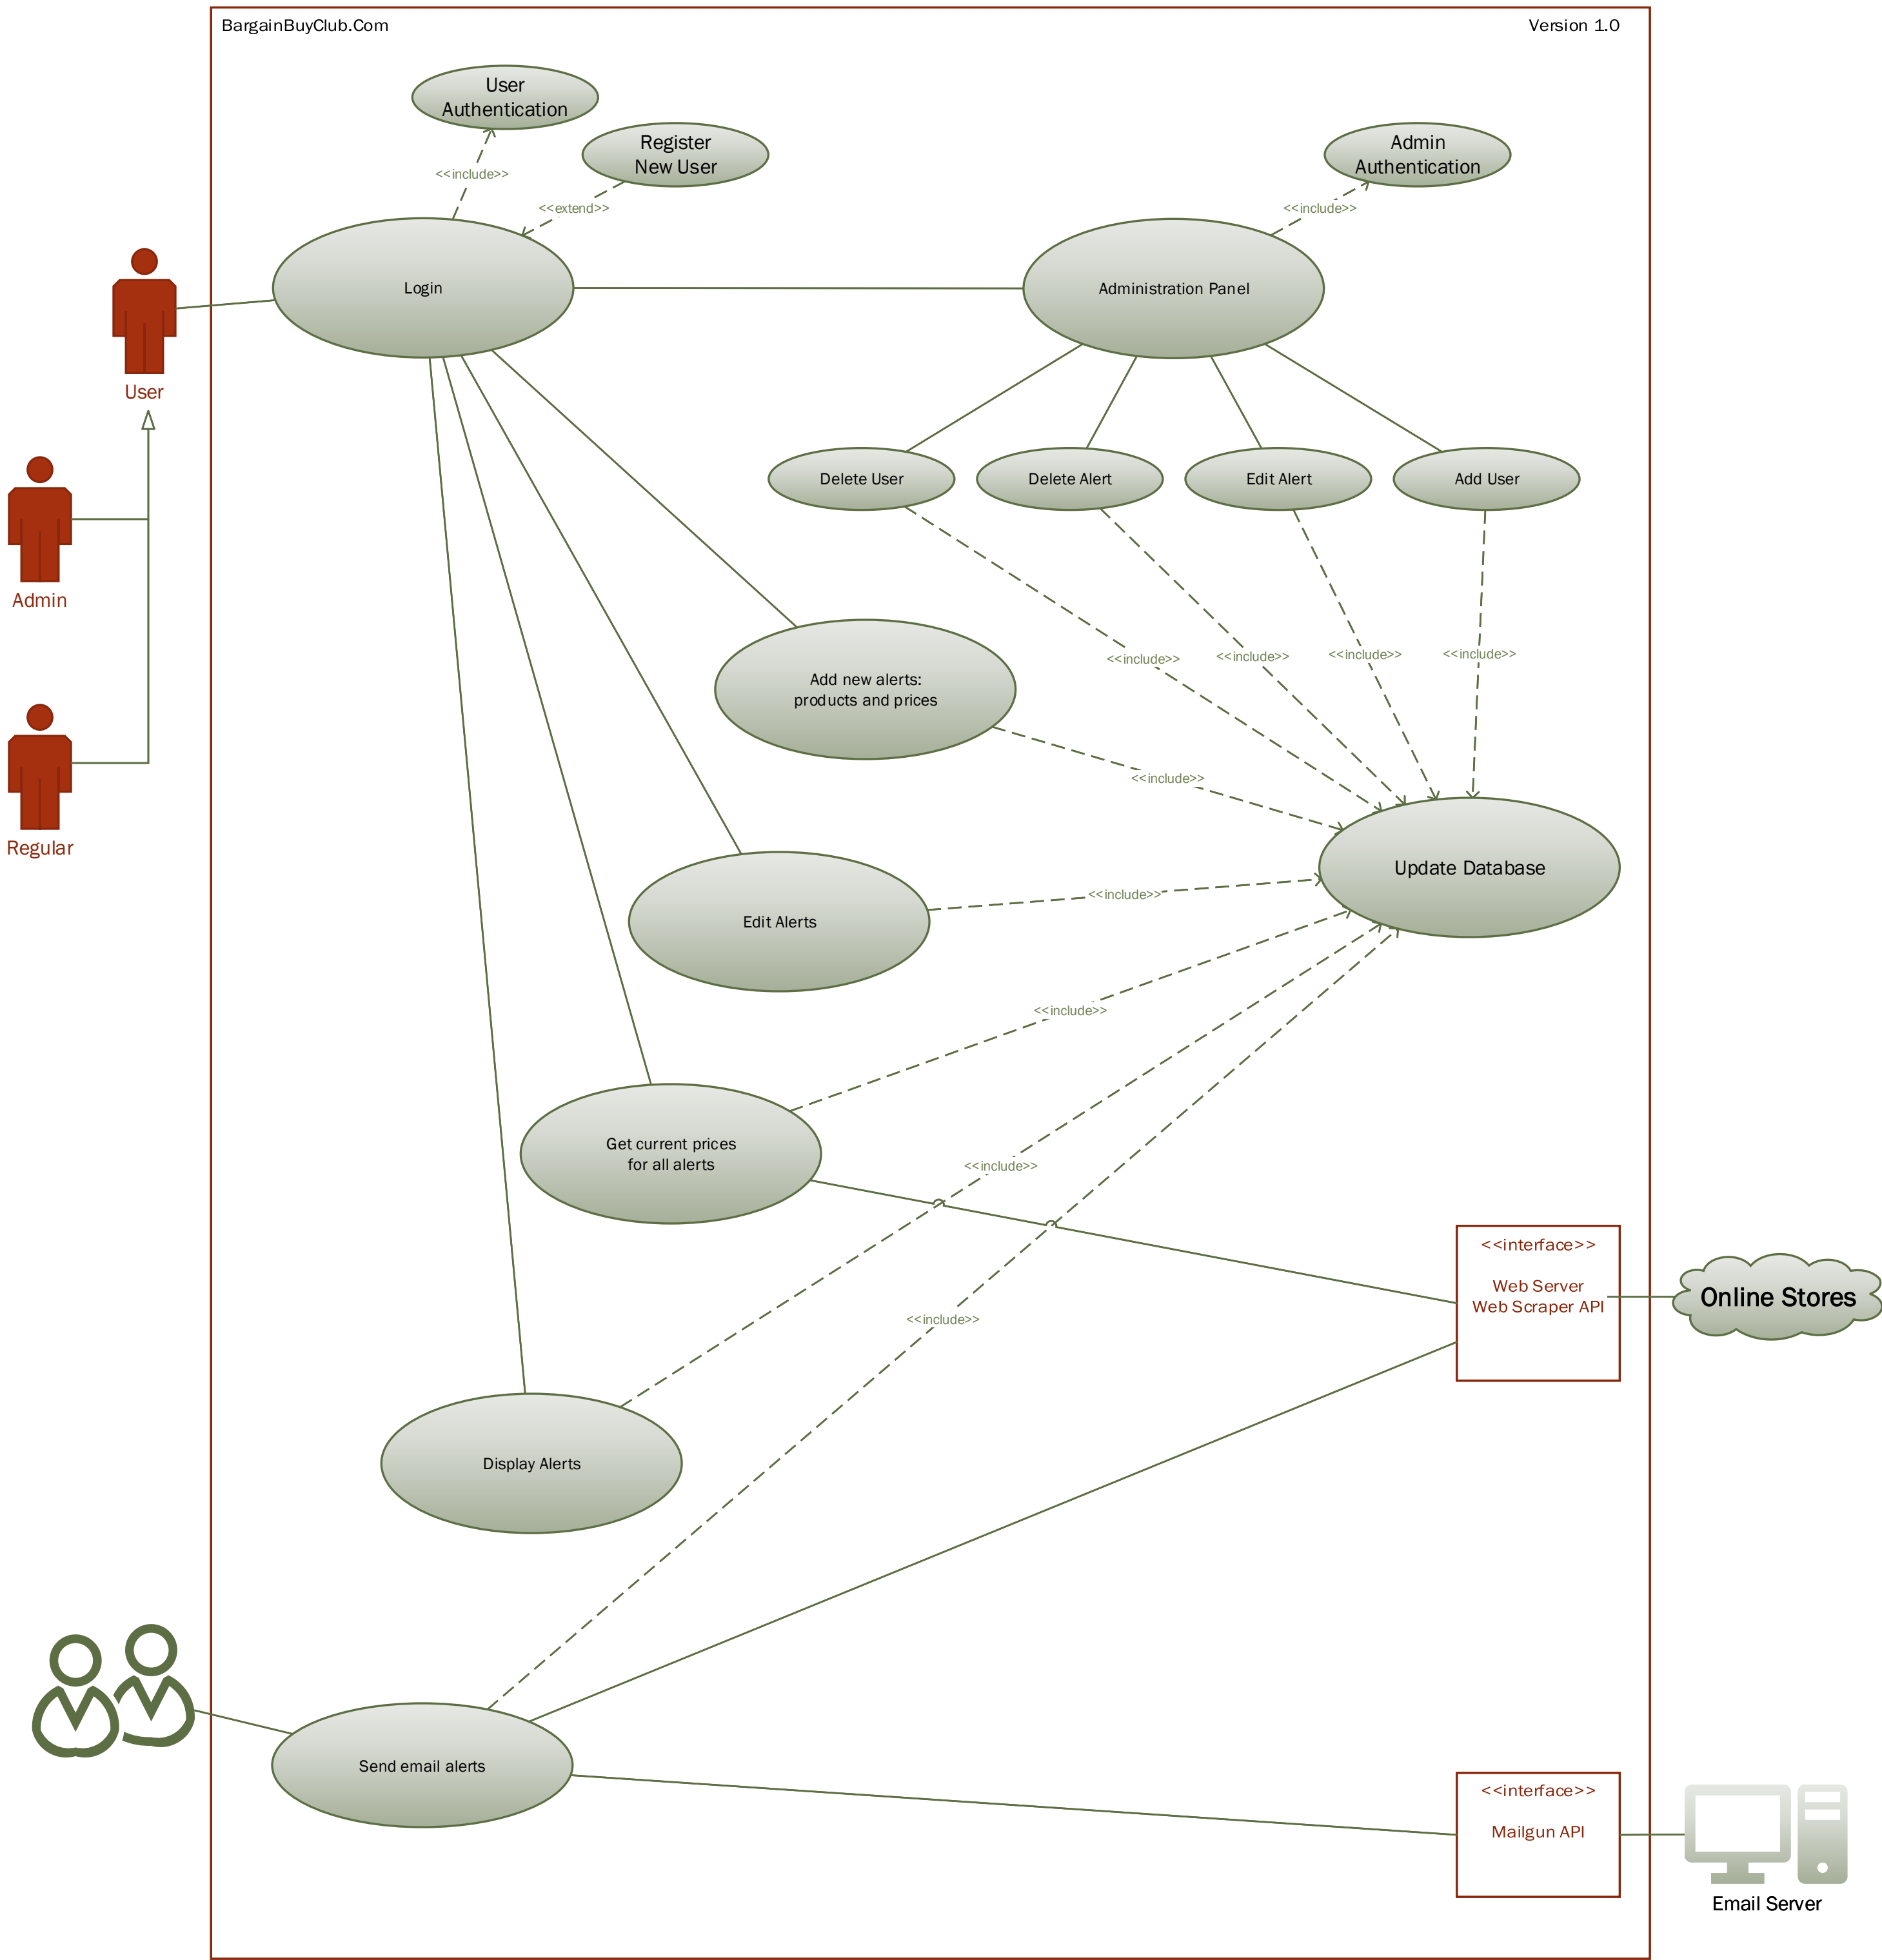 BargainBuyClub.Com
Version 1.0
User
Authentication
Register
New User
Admin
Authentication
<<include>>
<<extend>>
<<include>>
Login
Administration Panel
User
Delete User
Delete Alert
Edit Alert
Add User
Admin
<<include>>
<<include>>
<<include>>
<<include>>
Add new alerts:
products and prices
<<include>>
Regular
Update Database
Edit Alerts
<<include>>
<<include>>
Get current prices
for all alerts
<<include>>
<<interface>>
Web Server
Web Scraper API
Online Stores
<<include>>
Display Alerts
Send email alerts
<<interface>>
Mailgun API
Email Server